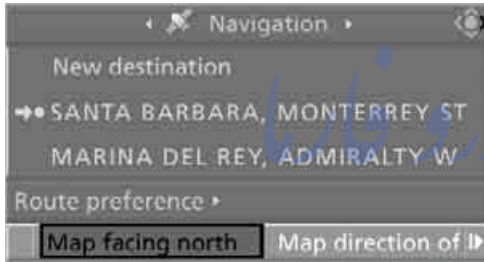 Navigation
New destination
SANTA BARBARA, MONTERREY ST
MARINA DEL REY, ADMIRALTY W
Route preference
Map facing north Map direction of